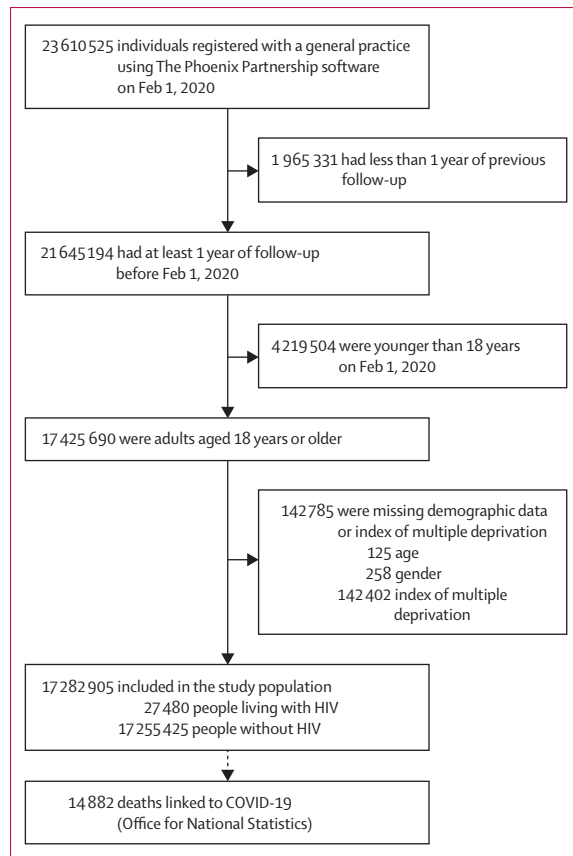 23 610 525 individuals registered with a general practice
using The Phoenix Partnership software
on Feb 1, 2020
1 965 331 had less than 1 year of previous
follow-up
21 645 194 had at least 1 year of follow-up
before Feb 1, 2020
4 219 504 were younger than 18 years
on Feb 1, 2020
17 425 690 were adults aged 18 years or older
142 785 were missing demographic data
or index of multiple deprivation
125 age
258 gender
142 402 index of multiple
deprivation
17 282 905 included in the study population
27 480 people living with HIV
17 255 425 people without HIV
14 882 deaths linked to COVID-19
(Office for National Statistics)